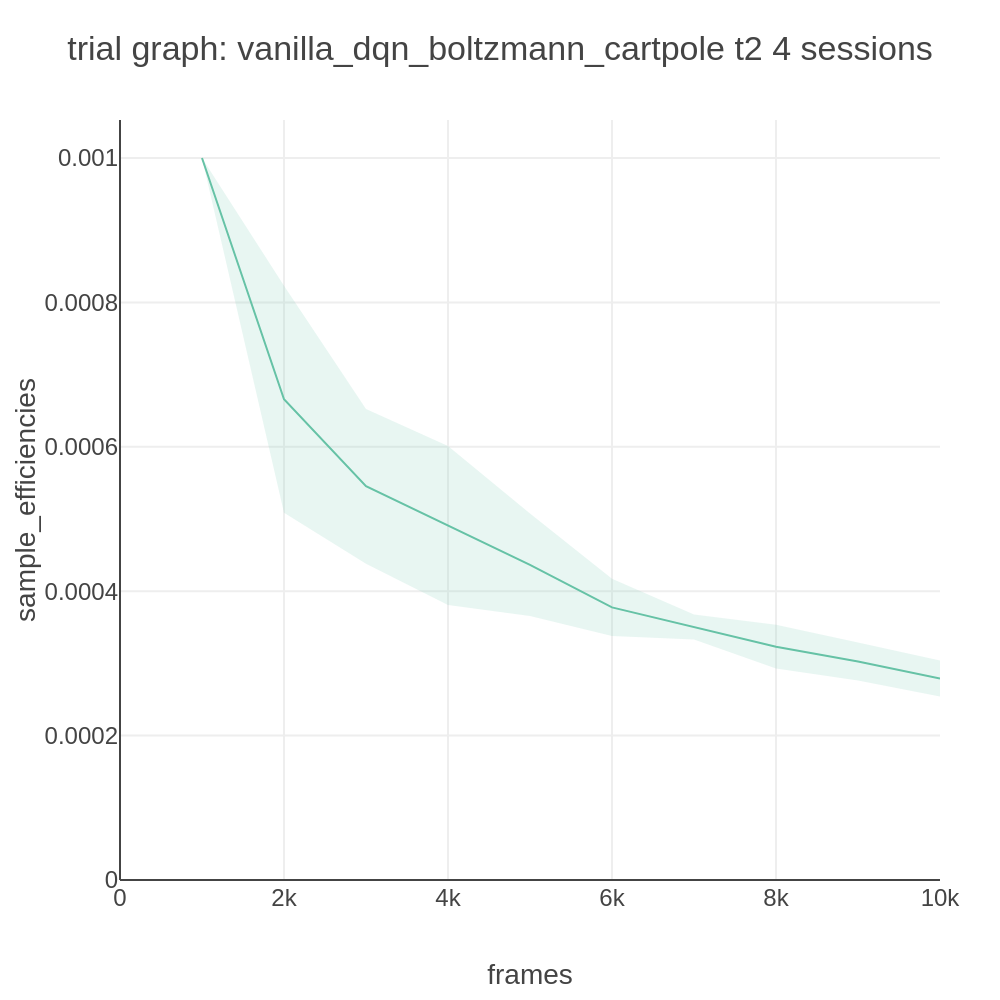 trial graph: vanilla_dqn_boltzmann_cartpole t2 4 sessions
0.001
0.0008
0.0006
0.0004
0.0002
0
sample_efficiencies
0 2k 4k 6k 8k 10k
frames